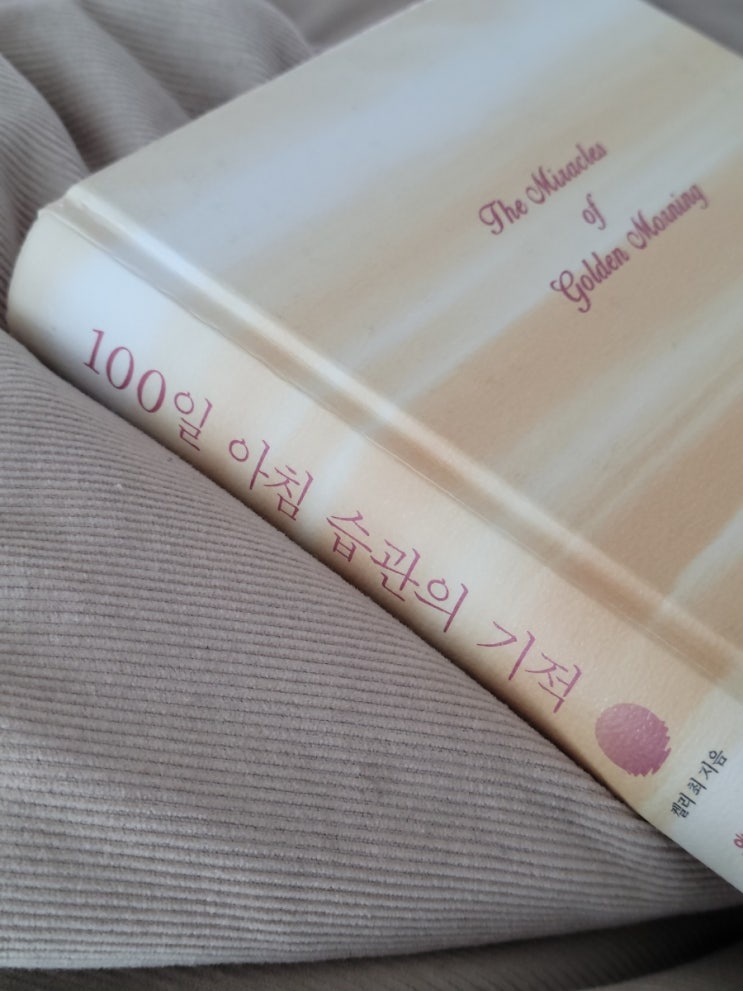 The Miracles
of
Golden Morning
100일 아침 습관의 기적
켈리 최 지음